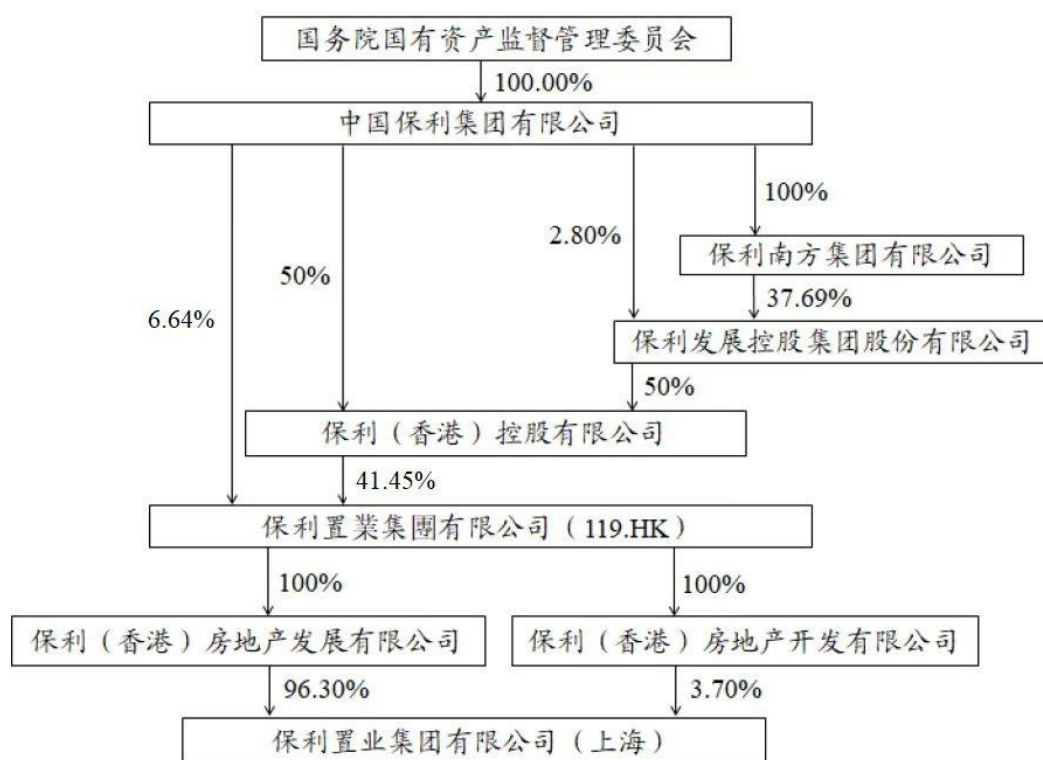 国务院国有资产监督管理委员会
100.00%
中国保利集团有限公司
100%
2.80%
保利南方集团有限公司
50%
37.69%
6.64%
保利发展控股集团股份有限公司
50%
保利（香港）控股有限公司
41.45%
保利置業集團有限公司（119.HK）
100%
100%
保利（香港）房地产发展有限公司
保利（香港）房地产开发有限公司
96.30%
3.70%
保利置业集团有限公司（上海）